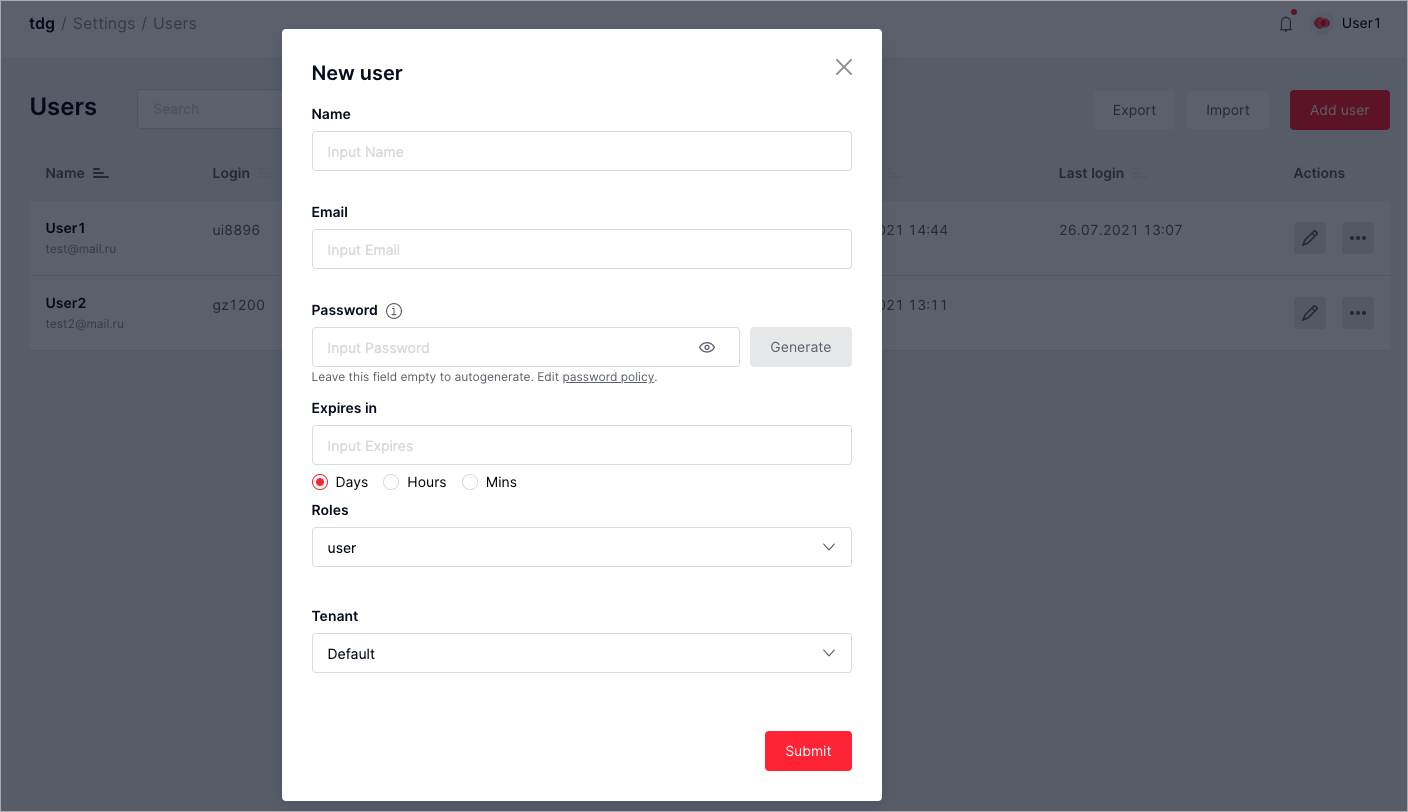 tdg / Settings / Users
User1
Users
Search
Export
Import
Add user
Name
Login
Last login
Actions
User1
ui8896
021 14:44
26.07.2021 13:07
test@mail.ru
User2
gz1200
021 13:11
test2@mail.ru
New user
Name
Input Name
Email
Input Email
Password
Input Password
Generate
Leave this field empty to autogenerate. Edit password policy.
Expires in
Input Expires
Days
Hours
Mins
Roles
user
Tenant
Default
Submit